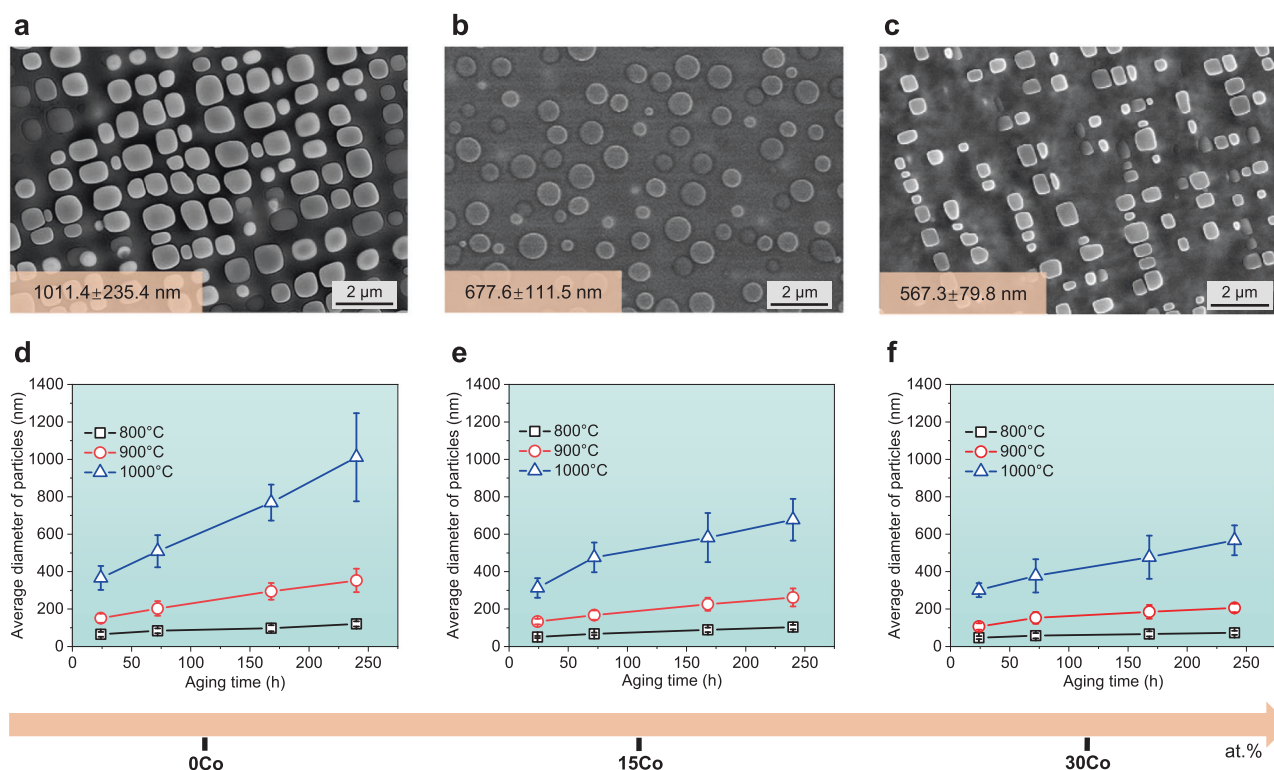 a
b
c
1011.4±235.4 nm
2 μm
677.6±111.5 nm
2 μm
567.3±79.8 nm
2 μm
d
e
f
Average diameter of particles (nm)
1400
1200
1000
800
600
400
200
0
800°C
900°C
1000°C
0 50 100 150 200 250
Aging time (h)
Average diameter of particles (nm)
1400
1200
1000
800
600
400
200
0
800°C
900°C
1000°C
0 50 100 150 200 250
Aging time (h)
Average diameter of particles (nm)
1400
1200
1000
800
600
400
200
0
800°C
900°C
1000°C
0 50 100 150 200 250
Aging time (h)
0Co
15Co
30Co
at.%